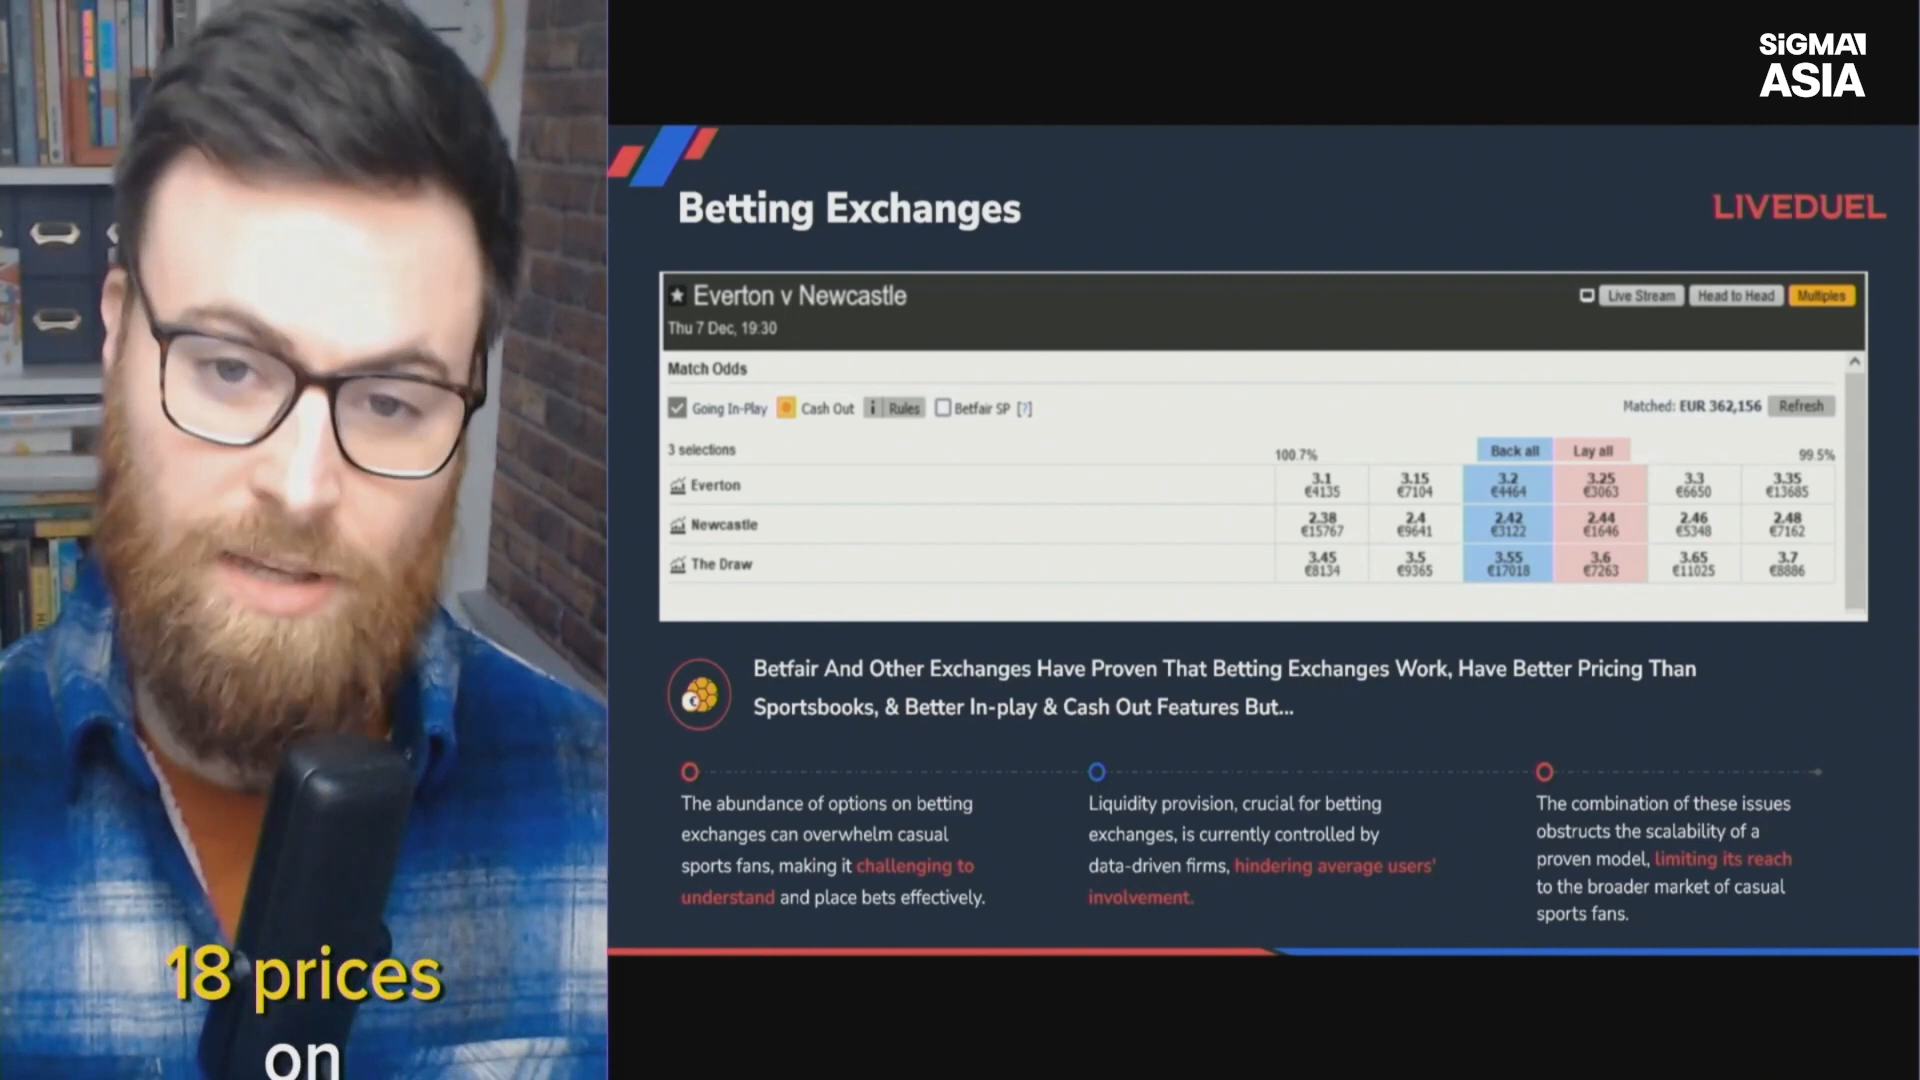 SiGMA
ASIA
Betting Exchanges
LIVEDUEL
Everton v Newcastle
Live Stream
Head to Head
Multiples
Thu 7 Dec, 19:30
Match Odds
Going In-Play
Cash Out
i Rules
Betfair SP [?]
Matched: EUR 362,156
Refresh
3 selections
100.7%
Back all
Lay all
99.5%
Everton
3.1 3.15 3.2 3.25 3.3 3.35
€4135 €7104 €4464 €3063 €6650 €13685
Newcastle
2.38 2.4 2.42 2.44 2.46 2.48
€15767 €9641 €3122 €1646 €5348 €7162
The Draw
3.45 3.5 3.55 3.6 3.65 3.7
€8134 €9365 €17018 €7263 €11025 €8886
Betfair And Other Exchanges Have Proven That Betting Exchanges Work, Have Better Pricing Than
Sportsbooks, & Better In-play & Cash Out Features But...
The abundance of options on betting
exchanges can overwhelm casual
sports fans, making it challenging to
understand and place bets effectively.
Liquidity provision, crucial for betting
exchanges, is currently controlled by
data-driven firms, hindering average users'
involvement.
The combination of these issues
obstructs the scalability of a
proven model, limiting its reach
to the broader market of casual
sports fans.
18 prices
on